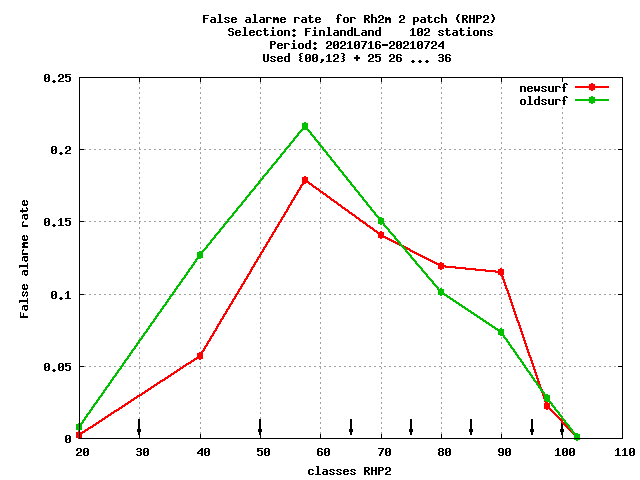 False alarme rate  for Rh2m 2 patch (RHP2)
Selection: FinlandLand    102 stations
Period: 20210716-20210724
Used {00,12} + 25 26 ... 36
newsurf
oldsurf
0.25
0.2
0.15
0.1
0.05
0
False alarme rate
20 30 40 50 60 70 80 90 100 110
classes RHP2